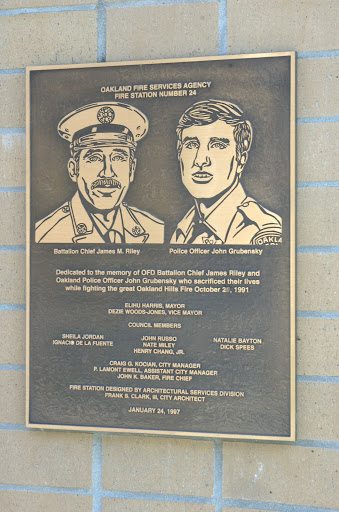 OAKLAND FIRE SERVICES AGENCY
FIRE STATION NUMBER 24
OAKLA
Battalion Chief James M. Riley
Police Officer John Grubensky
Dedicated to the memory of OFD Battalion Chief James Riley and
Oakland Police Officer John Grubensky who sacrificed their lives
while fighting the great Oakland Hills Fire October 20, 1991
ELIHU HARRIS, MAYOR
DEZIE WOODS-JONES, VICE MAYOR
COUNCIL MEMBERS
SHEILA JORDAN JOHN RUSSO NATALIE BAYTON
IGNACIO DE LA FUENTE NATE MILEY DICK SPEES
HENRY CHANG, JR.
CRAIG G. KOCIAN, CITY MANAGER
P. LAMONT EWELL, ASSISTANT CITY MANAGER
JOHN K. BAKER, FIRE CHIEF
FIRE STATION DESIGNED BY ARCHITECTURAL SERVICES DIVISION
FRANK S. CLARK, III, CITY ARCHITECT
JANUARY 24, 1997